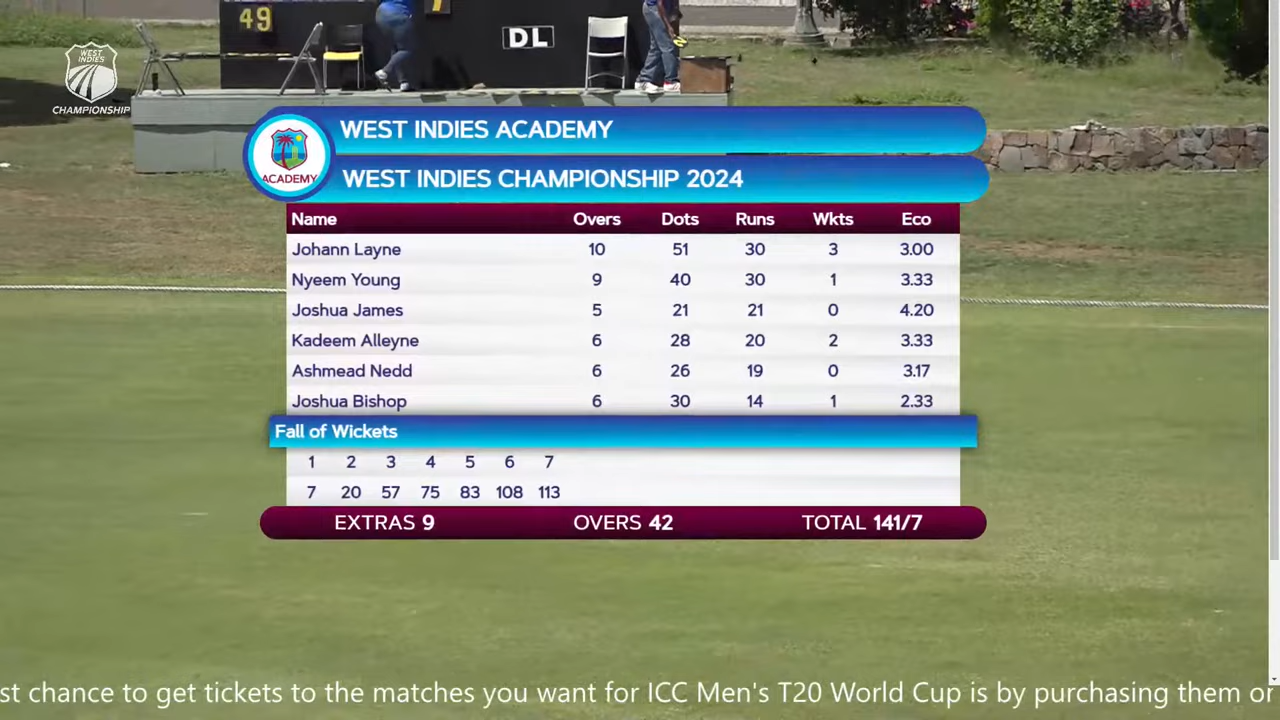 49
7
DL
WEST INDIES
CHAMPIONSHIP
ACADEMY
WEST INDIES ACADEMY
WEST INDIES CHAMPIONSHIP 2024
Name Overs Dots Runs Wkts Eco
Johann Layne 10 51 30 3 3.00
Nyeem Young 9 40 30 1 3.33
Joshua James 5 21 21 0 4.20
Kadeem Alleyne 6 28 20 2 3.33
Ashmead Nedd 6 26 19 0 3.17
Joshua Bishop 6 30 14 1 2.33
Fall of Wickets
1 2 3 4 5 6 7
7 20 57 75 83 108 113
EXTRAS 9 OVERS 42 TOTAL 141/7
st chance to get tickets to the matches you want for ICC Men's T20 World Cup is by purchasing them or